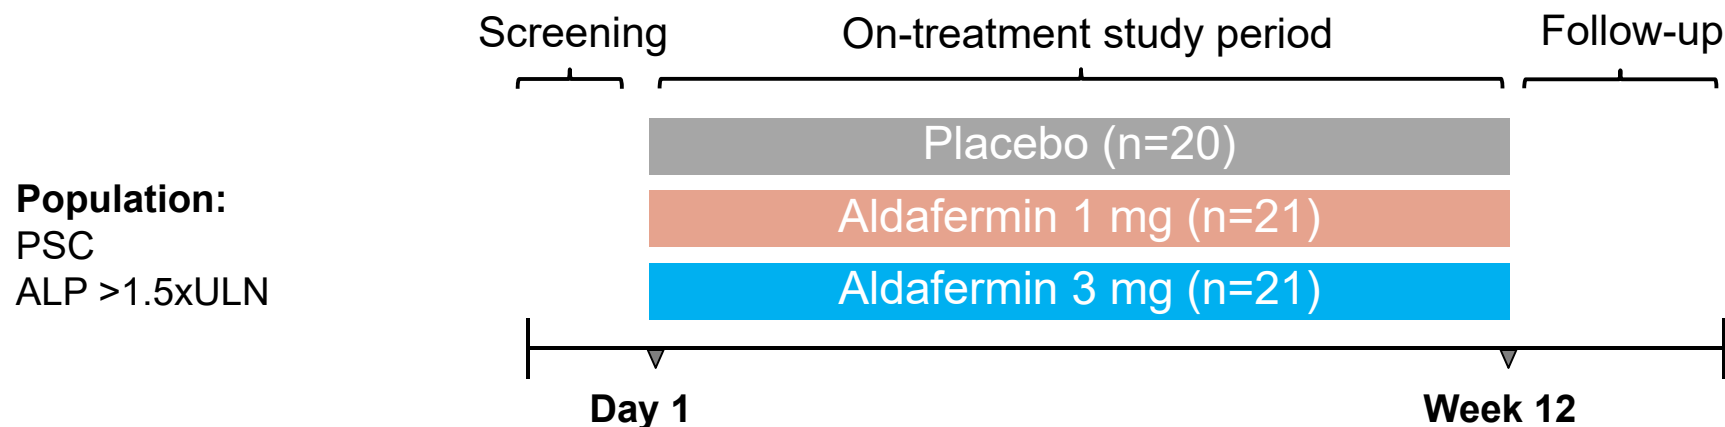 Screening
On-treatment study period
Follow-up
Placebo (n=20)
Aldafermin 1 mg (n=21)
Aldafermin 3 mg (n=21)
Population:
PSC
ALP >1.5xULN
Day 1
Week 12